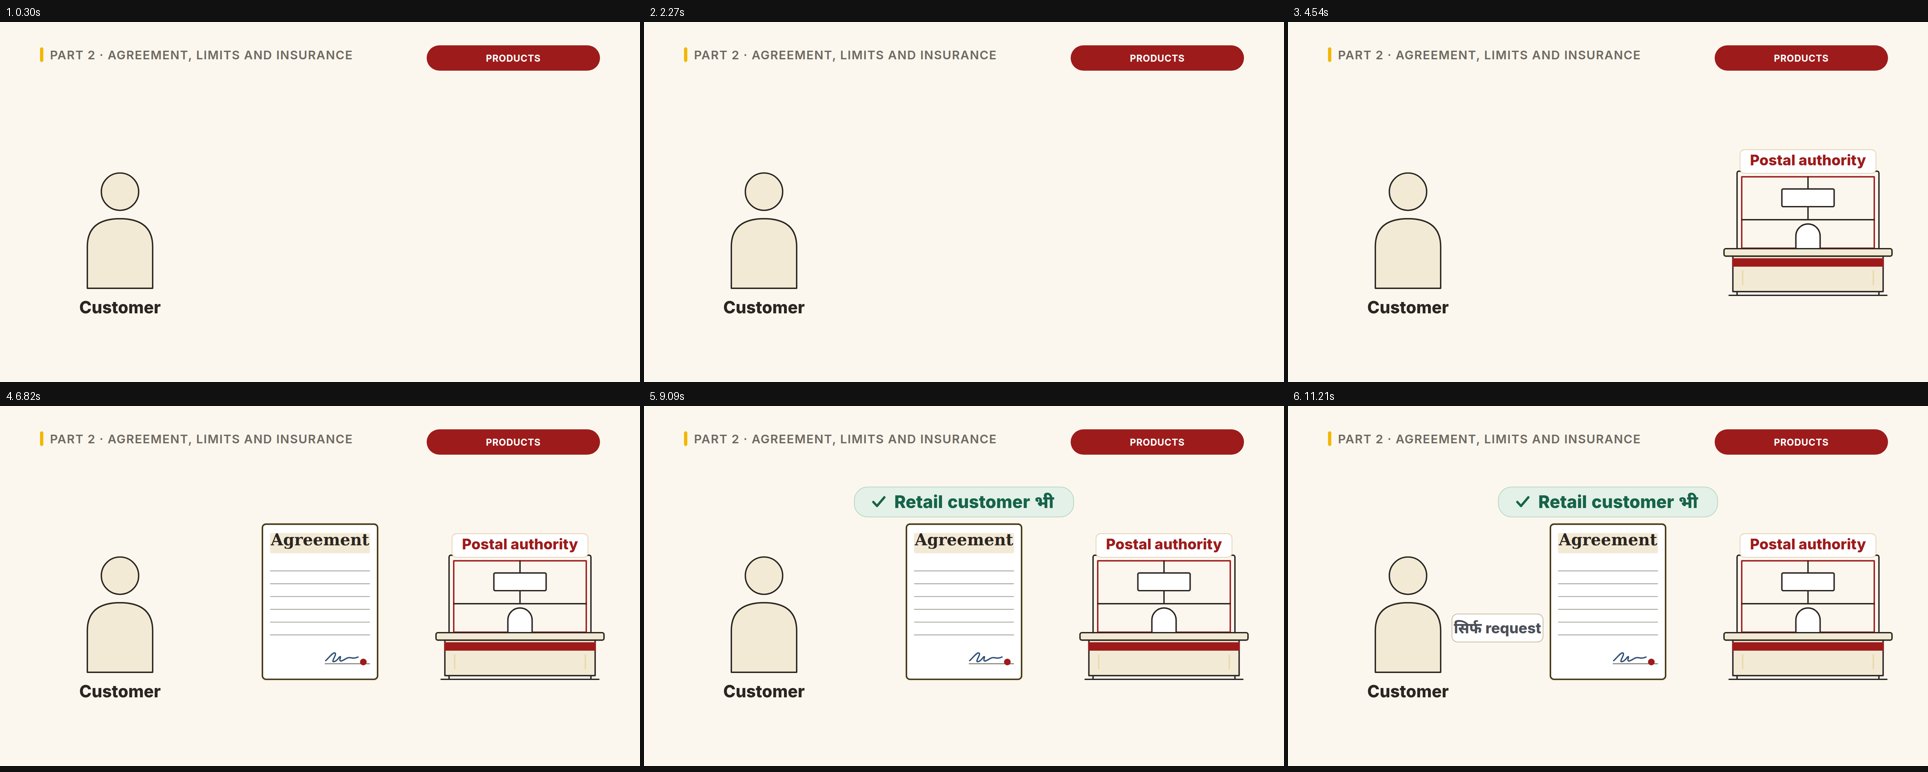 1. 0.30s
PART 2 · AGREEMENT, LIMITS AND INSURANCE
PRODUCTS
Customer
2. 2.27s
PART 2 · AGREEMENT, LIMITS AND INSURANCE
PRODUCTS
Customer
3. 4.54s
PART 2 · AGREEMENT, LIMITS AND INSURANCE
PRODUCTS
Postal authority
Customer
4. 6.82s
PART 2 · AGREEMENT, LIMITS AND INSURANCE
PRODUCTS
Agreement
Postal authority
Customer
5. 9.09s
PART 2 · AGREEMENT, LIMITS AND INSURANCE
PRODUCTS
Retail customer भी
Agreement
Postal authority
Customer
6. 11.21s
PART 2 · AGREEMENT, LIMITS AND INSURANCE
PRODUCTS
Retail customer भी
Agreement
Postal authority
सिर्फ request
Customer